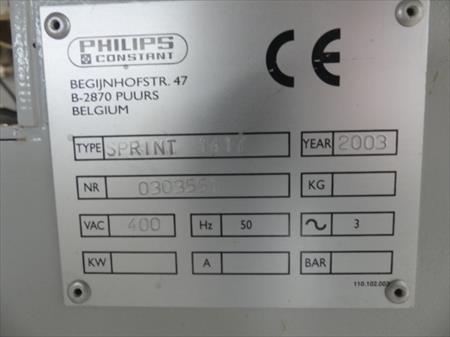 PHILIPS
CONSTANT
CE
BEGIJNHOFSTR. 47
B-2870 PUURS
BELGIUM
TYPE SPRINT YEAR 2003
NR KG
VAC 400 Hz 50 3
KW A BAR
110.102.003